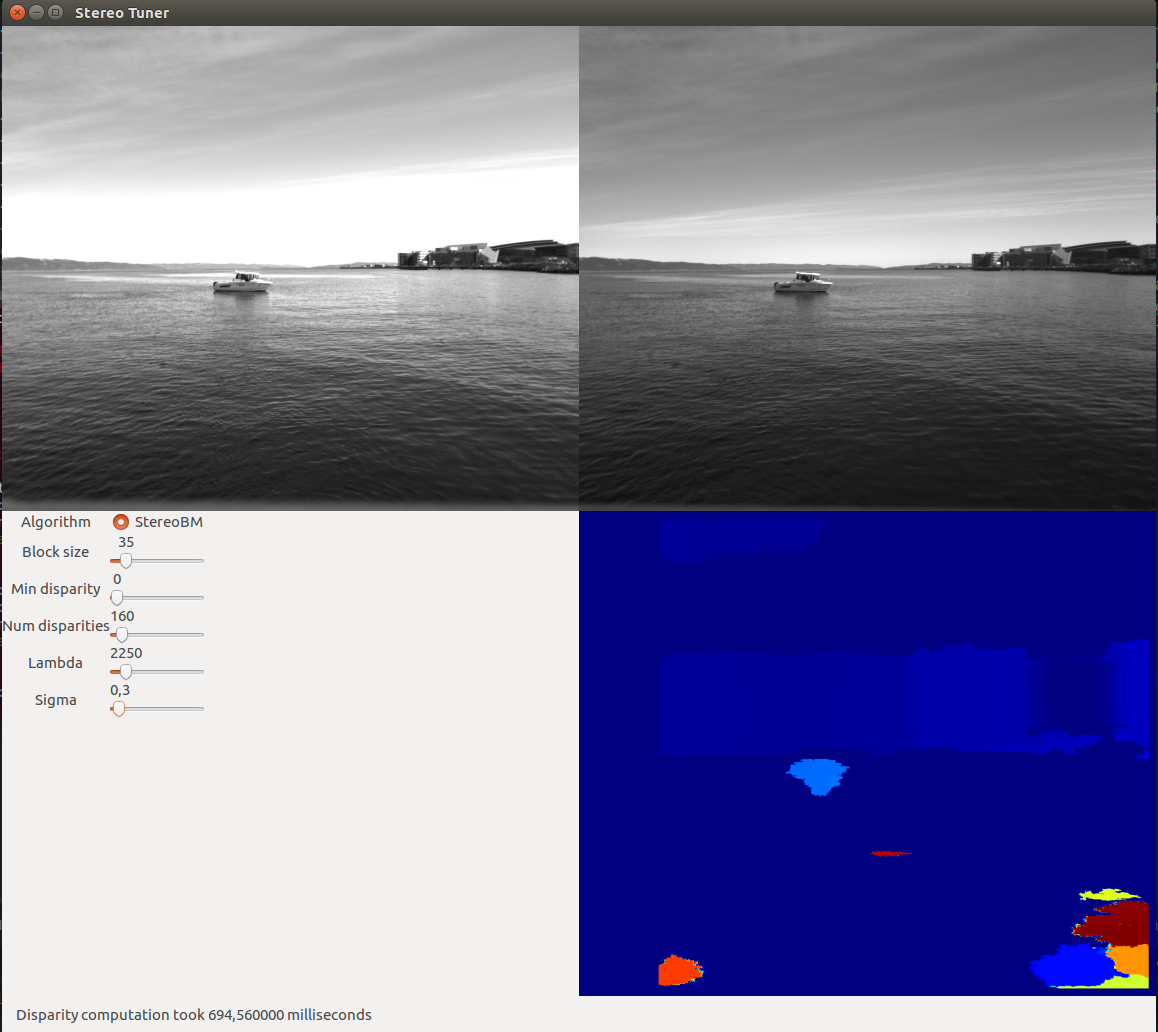 Stereo Tuner
Algorithm StereoBM
35
Block size
0
Min disparity
160
Num disparities
2250
Lambda
0,3
Sigma
Disparity computation took 694,560000 milliseconds